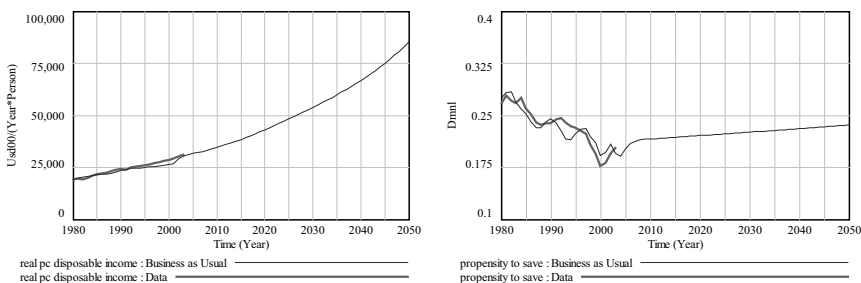 100,000
75,000
50,000
25,000
0
Usd00/(Year*Person)
1980 1990 2000 2010 2020 2030 2040 2050
Time (Year)
real pc disposable income : Business as Usual
real pc disposable income : Data
0.4
0.325
0.25
0.175
0.1
Dmnl
1980 1990 2000 2010 2020 2030 2040 2050
Time (Year)
propensity to save : Business as Usual
propensity to save : Data